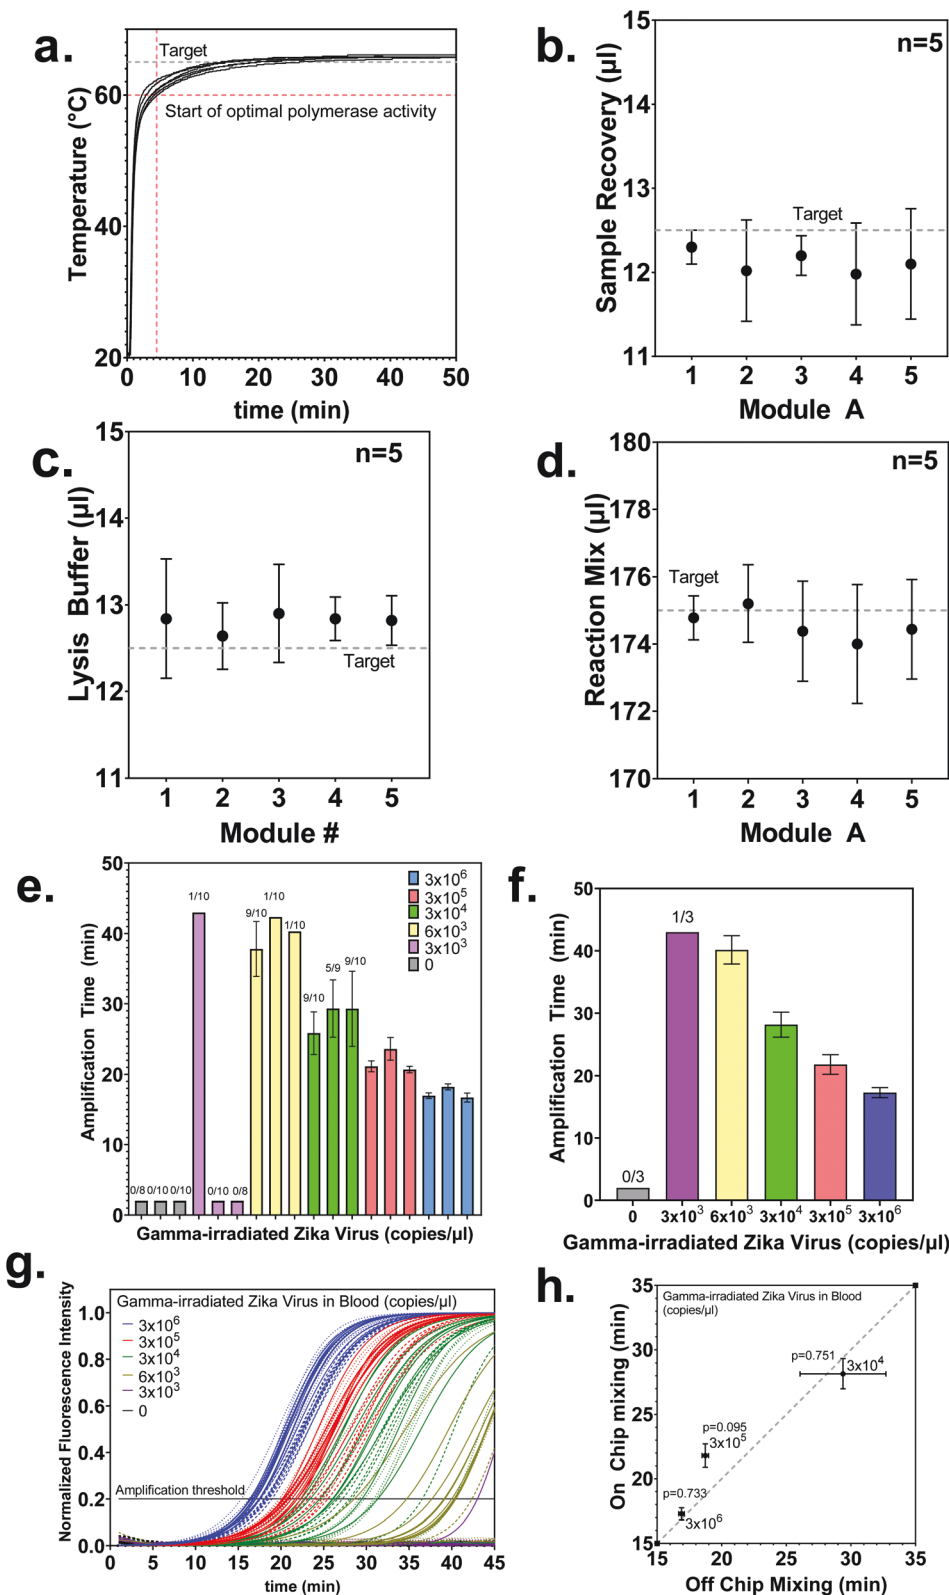 a.
Target
Start of optimal polymerase activity
Temperature (°C)
60
40
20
0 10 20 30 40 50
time (min)
b.
n=5
Target
Sample Recovery (µl)
15
14
13
12
11
1 2 3 4 5
Module A
c.
n=5
Target
Lysis Buffer (µl)
15
14
13
12
11
1 2 3 4 5
Module #
d.
n=5
Target
Reaction Mix (µl)
180
178
176
174
172
170
1 2 3 4 5
Module A
e.
Amplification Time (min)
50
40
30
20
10
0
0/8 0/10 0/10 1/10 0/10 0/8 9/10 1/10 1/10 9/10 5/9 9/10
3x10⁶
3x10⁵
3x10⁴
6x10³
3x10³
0
Gamma-irradiated Zika Virus (copies/µl)
f.
Amplification Time (min)
50
40
30
20
10
0
0/3 1/3
0 3x10³ 6x10³ 3x10⁴ 3x10⁵ 3x10⁶
Gamma-irradiated Zika Virus (copies/µl)
g.
Gamma-irradiated Zika Virus in Blood (copies/µl)
3x10⁶
3x10⁵
3x10⁴
6x10³
3x10³
0
Amplification threshold
Normalized Fluorescence Intensity
1.0
0.8
0.6
0.4
0.2
0.0
0 5 10 15 20 25 30 35 40 45
time (min)
h.
Gamma-irradiated Zika Virus in Blood
(copies/µl)
p=0.751
3x10⁴
p=0.095
3x10⁵
p=0.733
3x10⁶
On Chip mixing (min)
35
30
25
20
15
15 20 25 30 35
Off Chip Mixing (min)